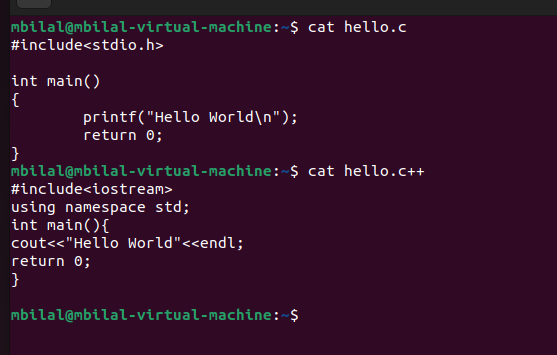 mbilal@mbilal-virtual-machine:~$ cat hello.c
#include<stdio.h>

int main()
{
        printf("Hello World\n");
        return 0;
}
mbilal@mbilal-virtual-machine:~$ cat hello.c++
#include<iostream>
using namespace std;
int main(){
cout<<"Hello World"<<endl;
return 0;
}

mbilal@mbilal-virtual-machine:~$